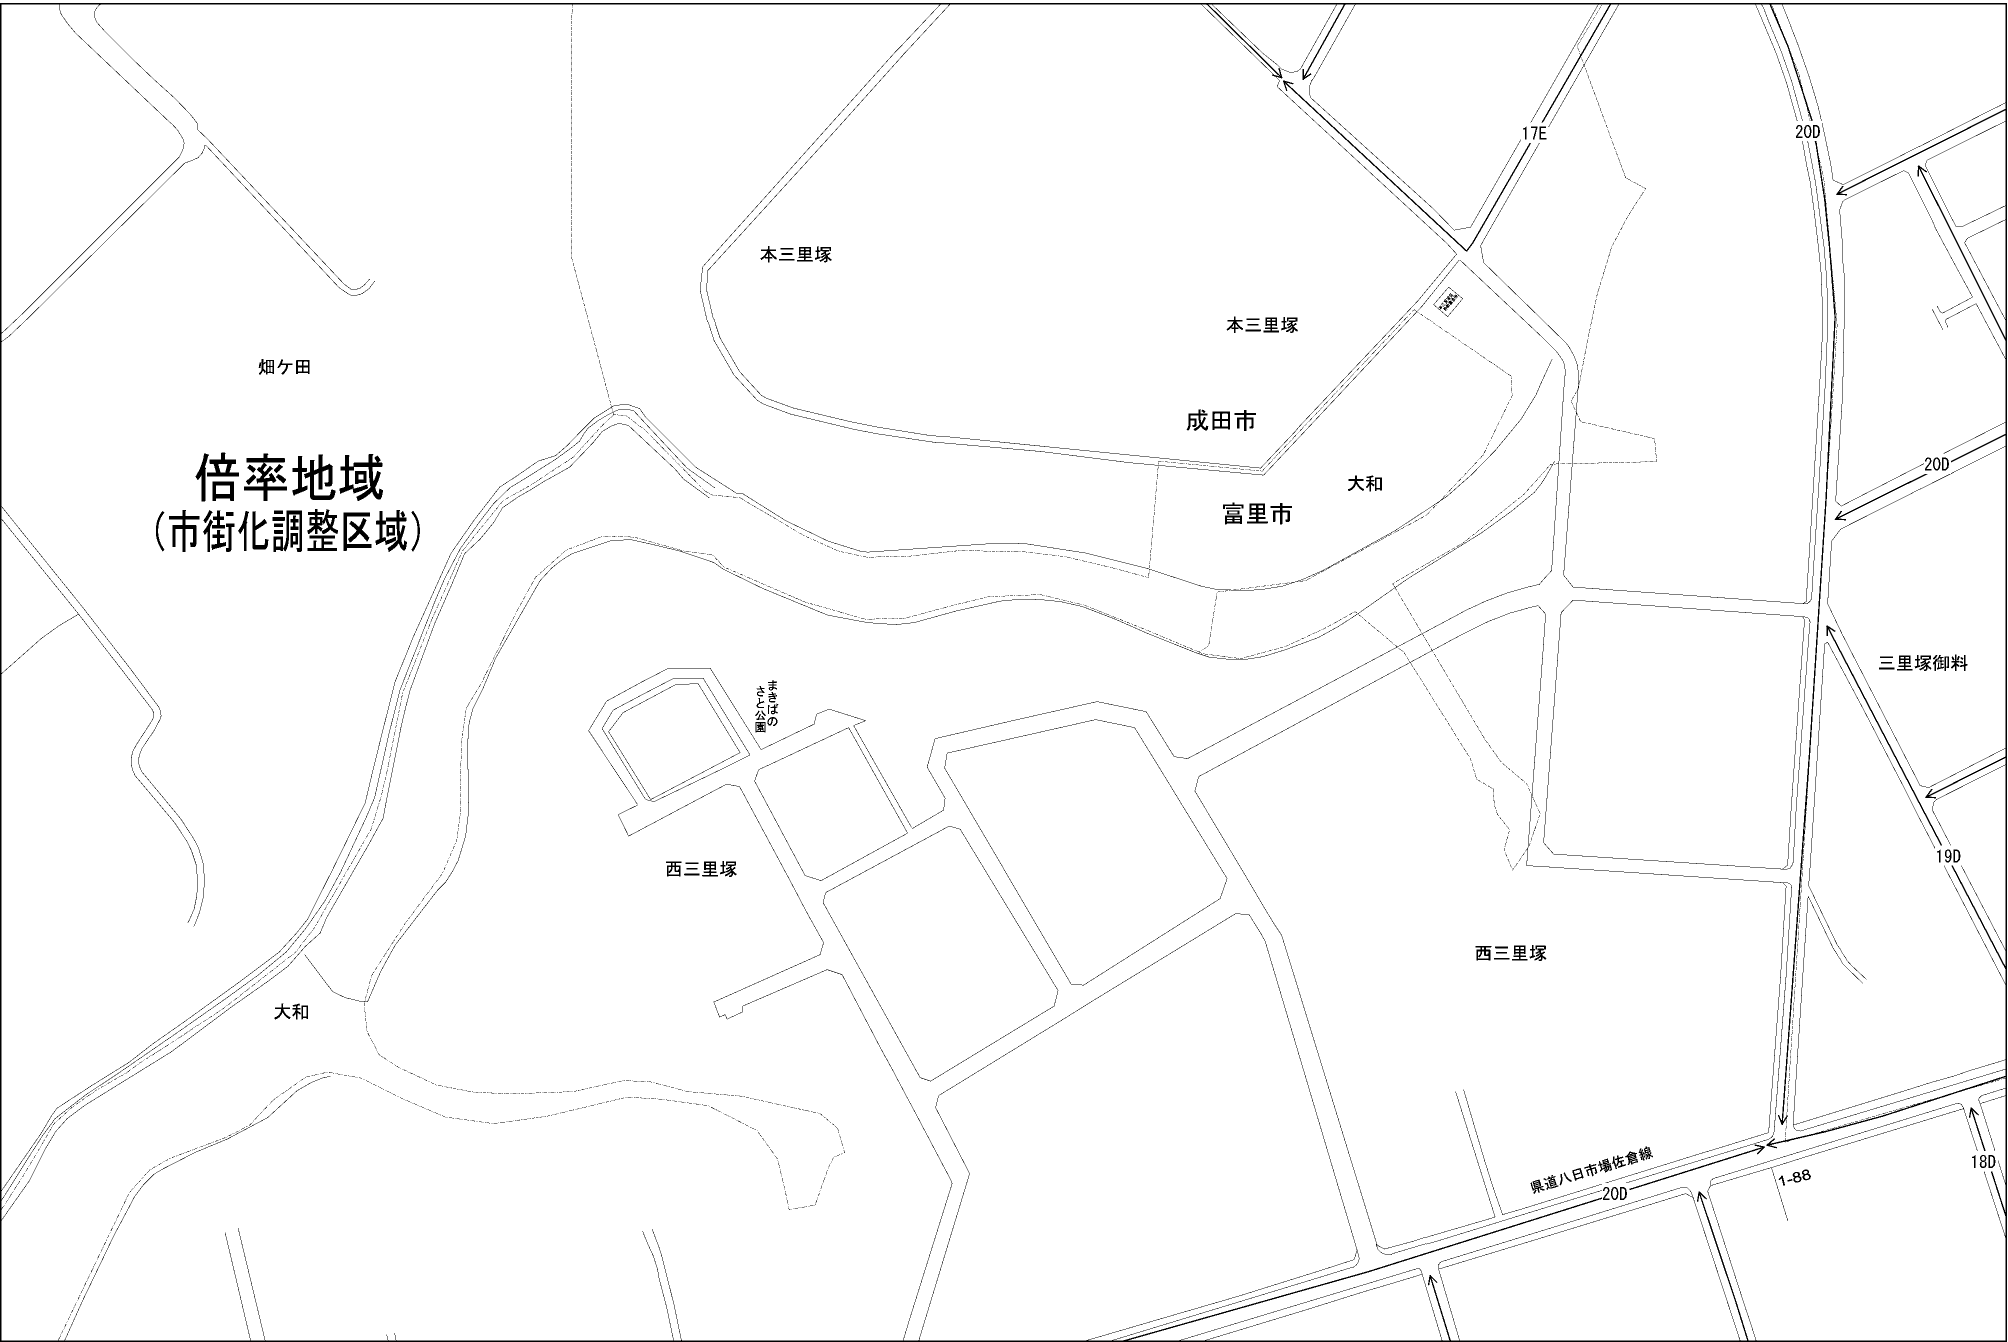 17E
20D
本三里塚
本三里塚
畑ケ田
成田市
倍率地域
(市街化調整区域)
20D
大和
富里市
三里塚御料
まきばの
さと公園
19D
西三里塚
西三里塚
大和
県道八日市場佐倉線
20D
1-88
18D